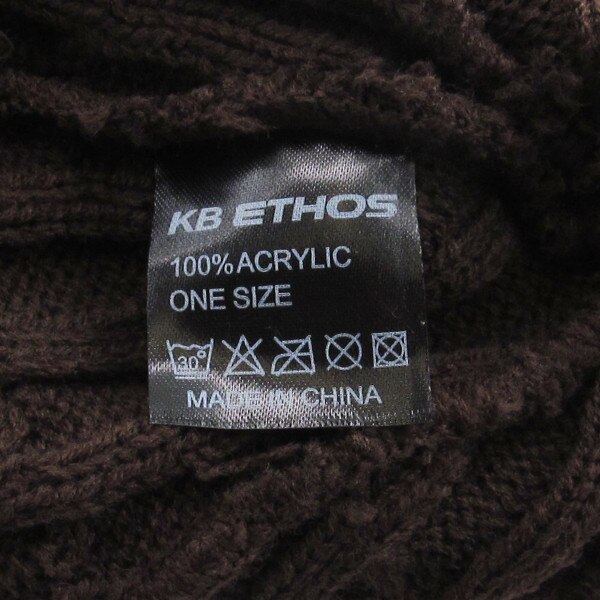 KB ETHOS
100% ACRYLIC
ONE SIZE
30°
MADE IN CHINA